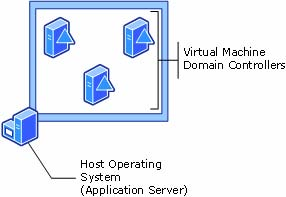 Virtual Machine
Domain Controllers
Host Operating
System
(Application Server)